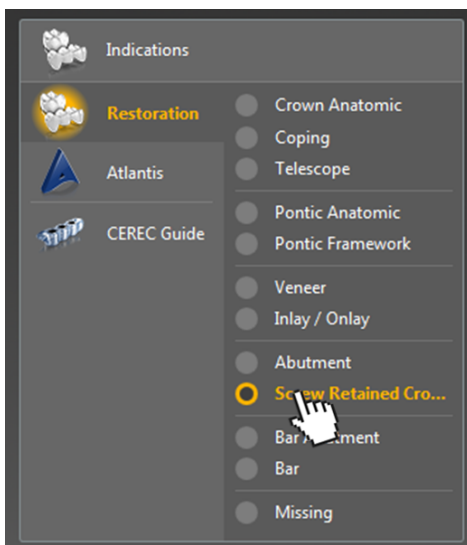 Indications
Restoration
Atlantis
CEREC Guide
Crown Anatomic
Coping
Telescope
Pontic Anatomic
Pontic Framework
Veneer
Inlay / Onlay
Abutment
Screw Retained Cro...
Bar Abutment
Bar
Missing